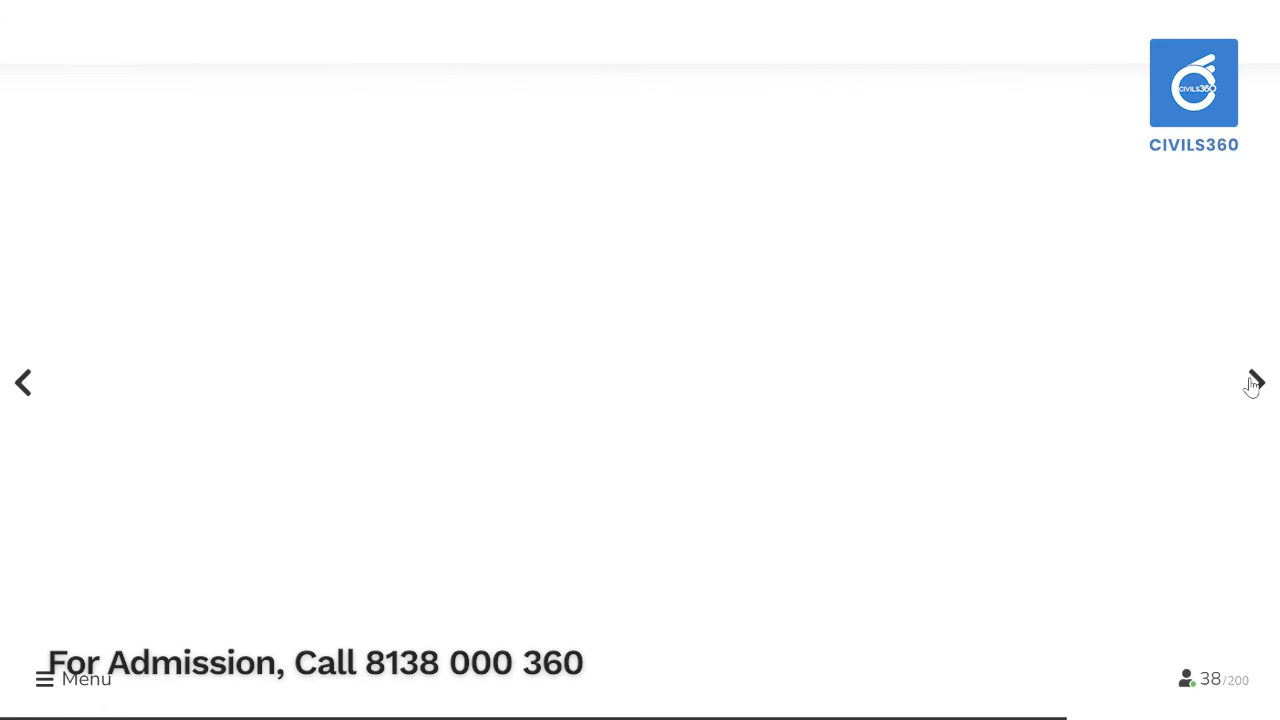 CIVILS360
CIVILS360
For Admission, Call 8138 000 360
Menu
38/200